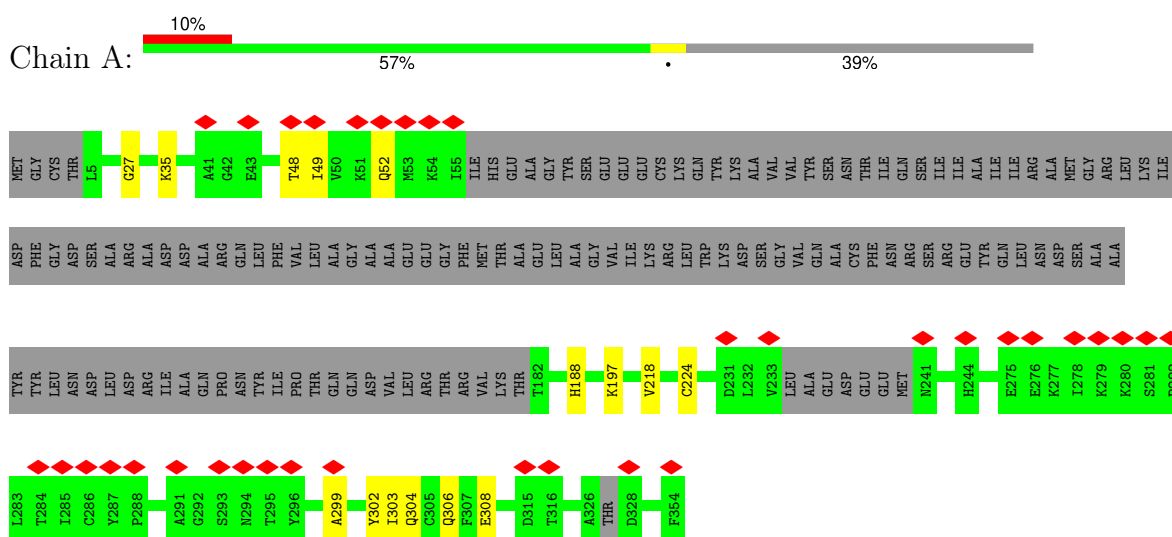 10%
Chain A:
57% • 39%
MET GLY CYS THR L5 G27 K35 A41 G42 E43 T48 I49 V50 K51 Q52 M53 K54 I55 ILE HIS GLU ALA GLY TYR SER GLU GLU GLU CYS LYS GLN TYR LYS ALA VAL VAL TYR SER ASN THR ILE GLN SER ILE ILE ALA ILE ILE ARG ALA MET GLY ARG LEU LYS ILE
ASP PHE GLY ASP SER ALA ARG ALA ASP ASP ALA ARG GLN LEU PHE VAL LEU ALA GLY ALA ALA GLU GLU GLY PHE MET THR ALA GLU LEU ALA GLY VAL ILE LYS ARG LEU TRP LYS ASP SER GLY VAL GLN ALA CYS PHE ASN ARG SER ARG GLU TYR GLN LEU ASN ASP SER ALA ALA
TYR TYR LEU ASN ASP LEU ASP ARG ILE ALA GLN PRO ASN TYR ILE PRO THR GLN GLN ASP VAL LEU ARG THR ARG VAL LYS THR T182 H188 K197 V218 C224 D231 L232 V233 LEU ALA GLU ASP GLU GLU MET N241 H244 E275 E276 K277 I278 K279 K280 S281
L283 T284 I285 C286 Y287 P288 A291 G292 S293 N294 T295 Y296 A299 Y302 I303 Q304 C305 Q306 F307 E308 D315 T316 A326 THR D328 F354